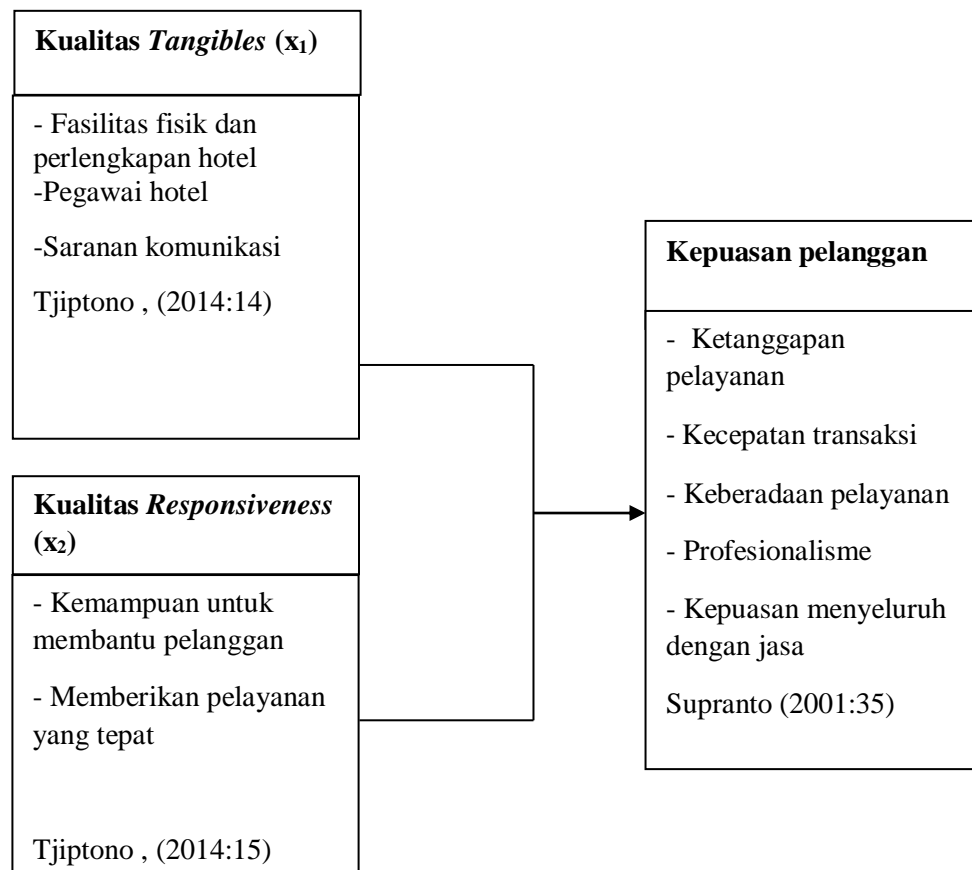 Kualitas Tangibles (x₁)
- Fasilitas fisik dan
perlengkapan hotel
-Pegawai hotel
-Saranan komunikasi
Tjiptono , (2014:14)
Kualitas Responsiveness
(x₂)
- Kemampuan untuk
membantu pelanggan
- Memberikan pelayanan
yang tepat
Tjiptono , (2014:15)
Kepuasan pelanggan
- Ketanggapan
pelayanan
- Kecepatan transaksi
- Keberadaan pelayanan
- Profesionalisme
- Kepuasan menyeluruh
dengan jasa
Supranto (2001:35)